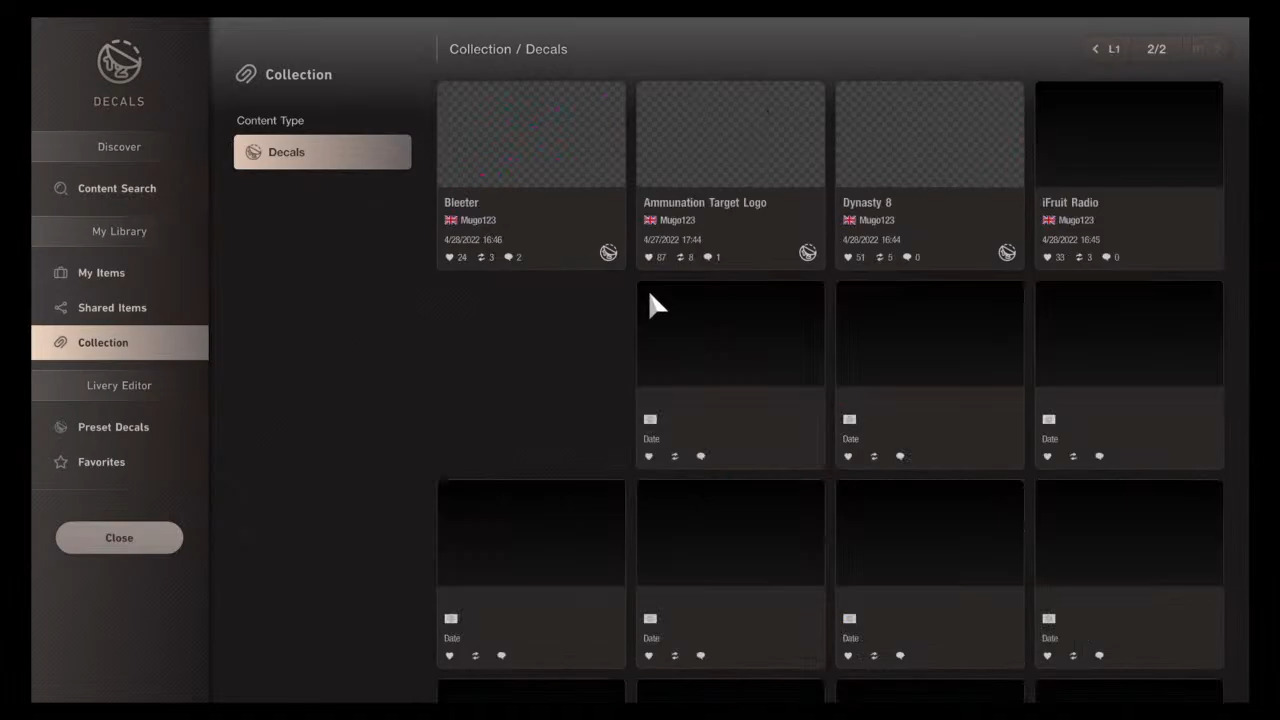 DECALS
Discover
Content Search
My Library
My Items
Shared Items
Collection
Livery Editor
Preset Decals
Favorites
Close
Collection
Content Type
Decals
Collection / Decals
L1 2/2
Bleeter
Mugo123
4/28/2022 16:46
24 3 2
Ammunation Target Logo
Mugo123
4/27/2022 17:44
87 8 1
Dynasty 8
Mugo123
4/28/2022 16:44
51 5 0
iFruit Radio
Mugo123
4/28/2022 16:45
33 3 0
Date
Date
Date
Date
Date
Date
Date